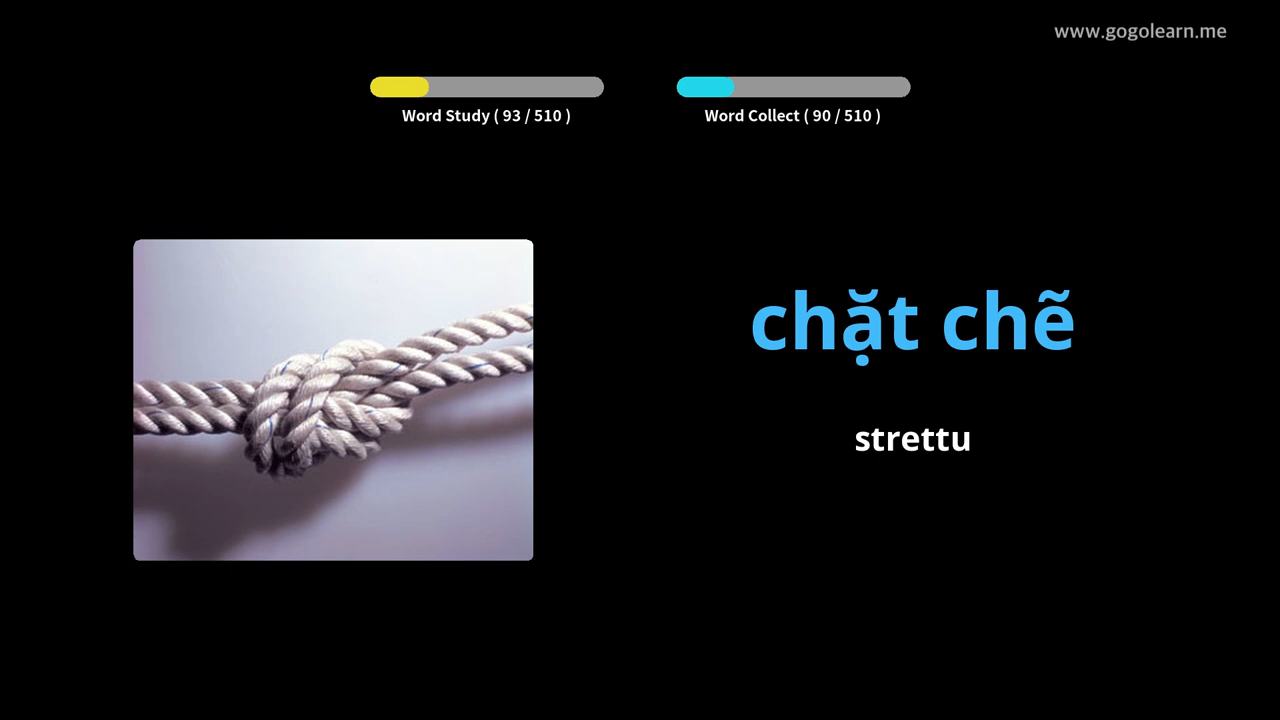 www.gogolearn.me
Word Study ( 93 / 510 )
Word Collect ( 90 / 510 )
chặt chẽ
strettu